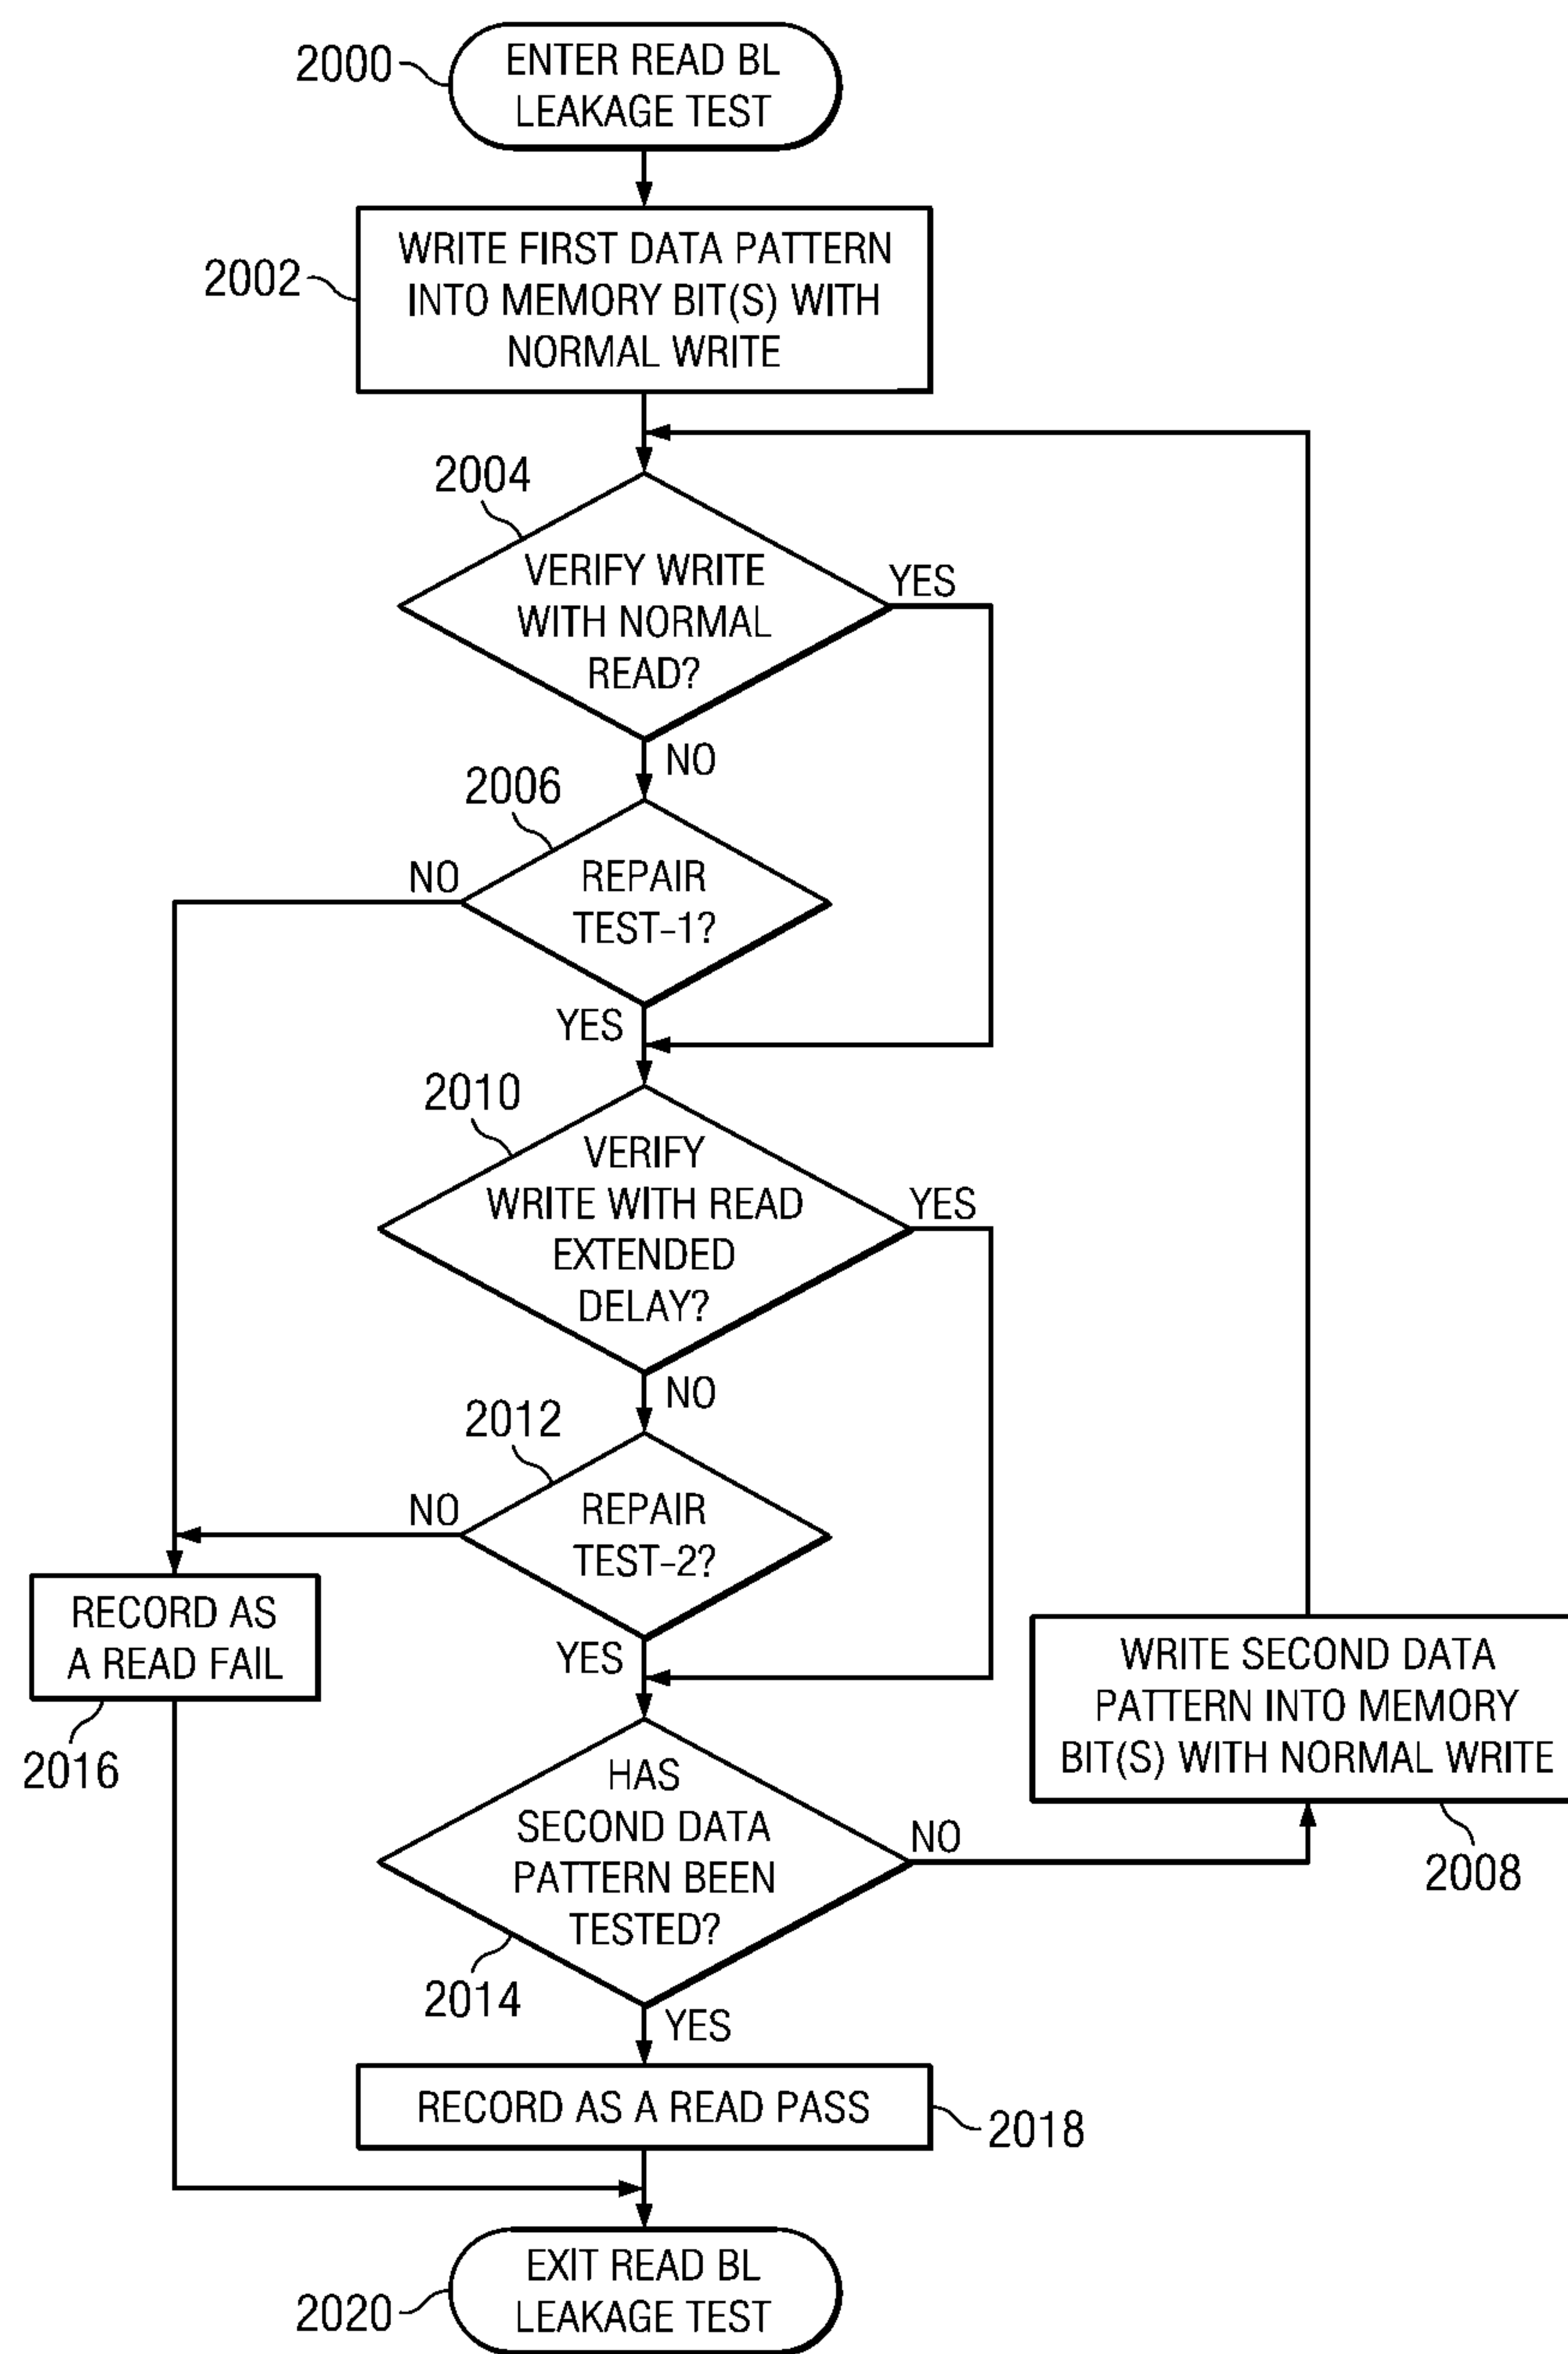 2000
ENTER READ BL
LEAKAGE TEST
2002
WRITE FIRST DATA PATTERN
INTO MEMORY BIT(S) WITH
NORMAL WRITE
2004
VERIFY WRITE
WITH NORMAL
READ?
YES
NO
2006
REPAIR
TEST-1?
NO
YES
2010
VERIFY
WRITE WITH READ
EXTENDED
DELAY?
YES
NO
2012
REPAIR
TEST-2?
NO
YES
RECORD AS
A READ FAIL
2016
WRITE SECOND DATA
PATTERN INTO MEMORY
BIT(S) WITH NORMAL WRITE
2008
HAS
SECOND DATA
PATTERN BEEN
TESTED?
NO
2014
YES
RECORD AS A READ PASS
2018
EXIT READ BL
LEAKAGE TEST
2020